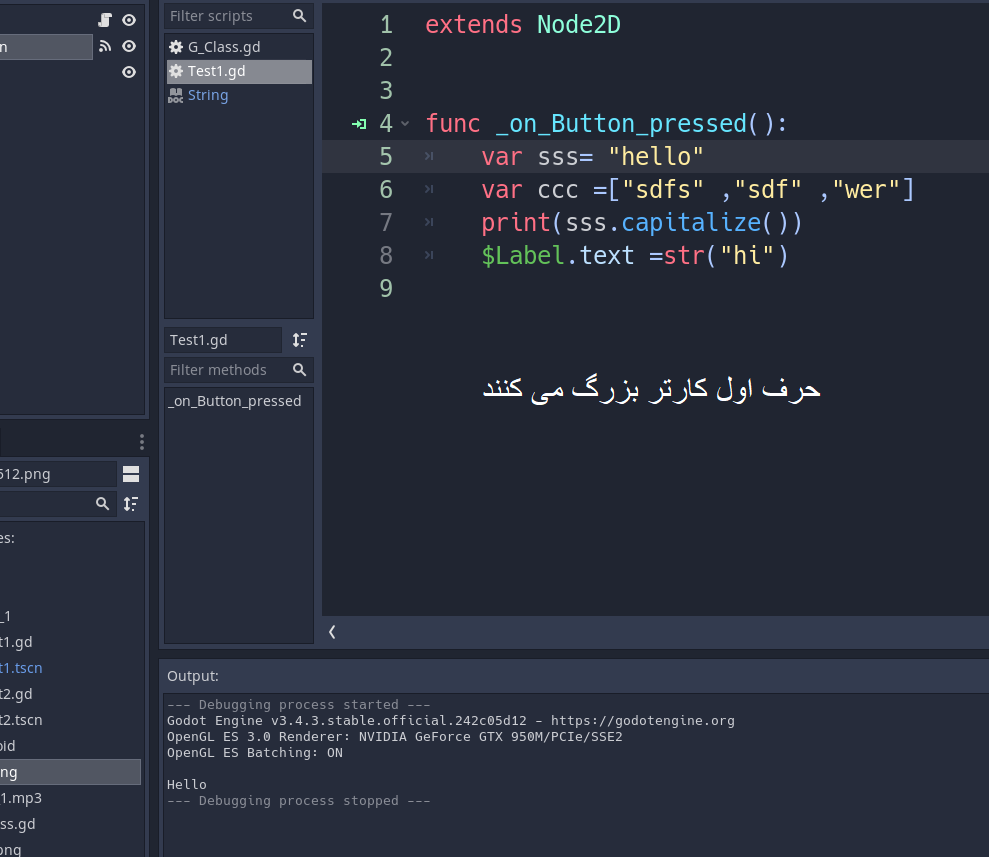 n
Filter scripts
G_Class.gd
Test1.gd
DOC String
Test1.gd
Filter methods
_on_Button_pressed
1 extends Node2D
2
3
4 func _on_Button_pressed():
5 var sss= "hello"
6 var ccc =["sdfs" ,"sdf" ,"wer"]
7 print(sss.capitalize())
8 $Label.text =str("hi")
9
حرف اول کارتر بزرگ می کنند
512.png
es:
_1
t1.gd
t1.tscn
t2.gd
t2.tscn
oid
ng
1.mp3
ss.gd
png
Output:
--- Debugging process started ---
Godot Engine v3.4.3.stable.official.242c05d12 - https://godotengine.org
OpenGL ES 3.0 Renderer: NVIDIA GeForce GTX 950M/PCIe/SSE2
OpenGL ES Batching: ON
Hello
--- Debugging process stopped ---